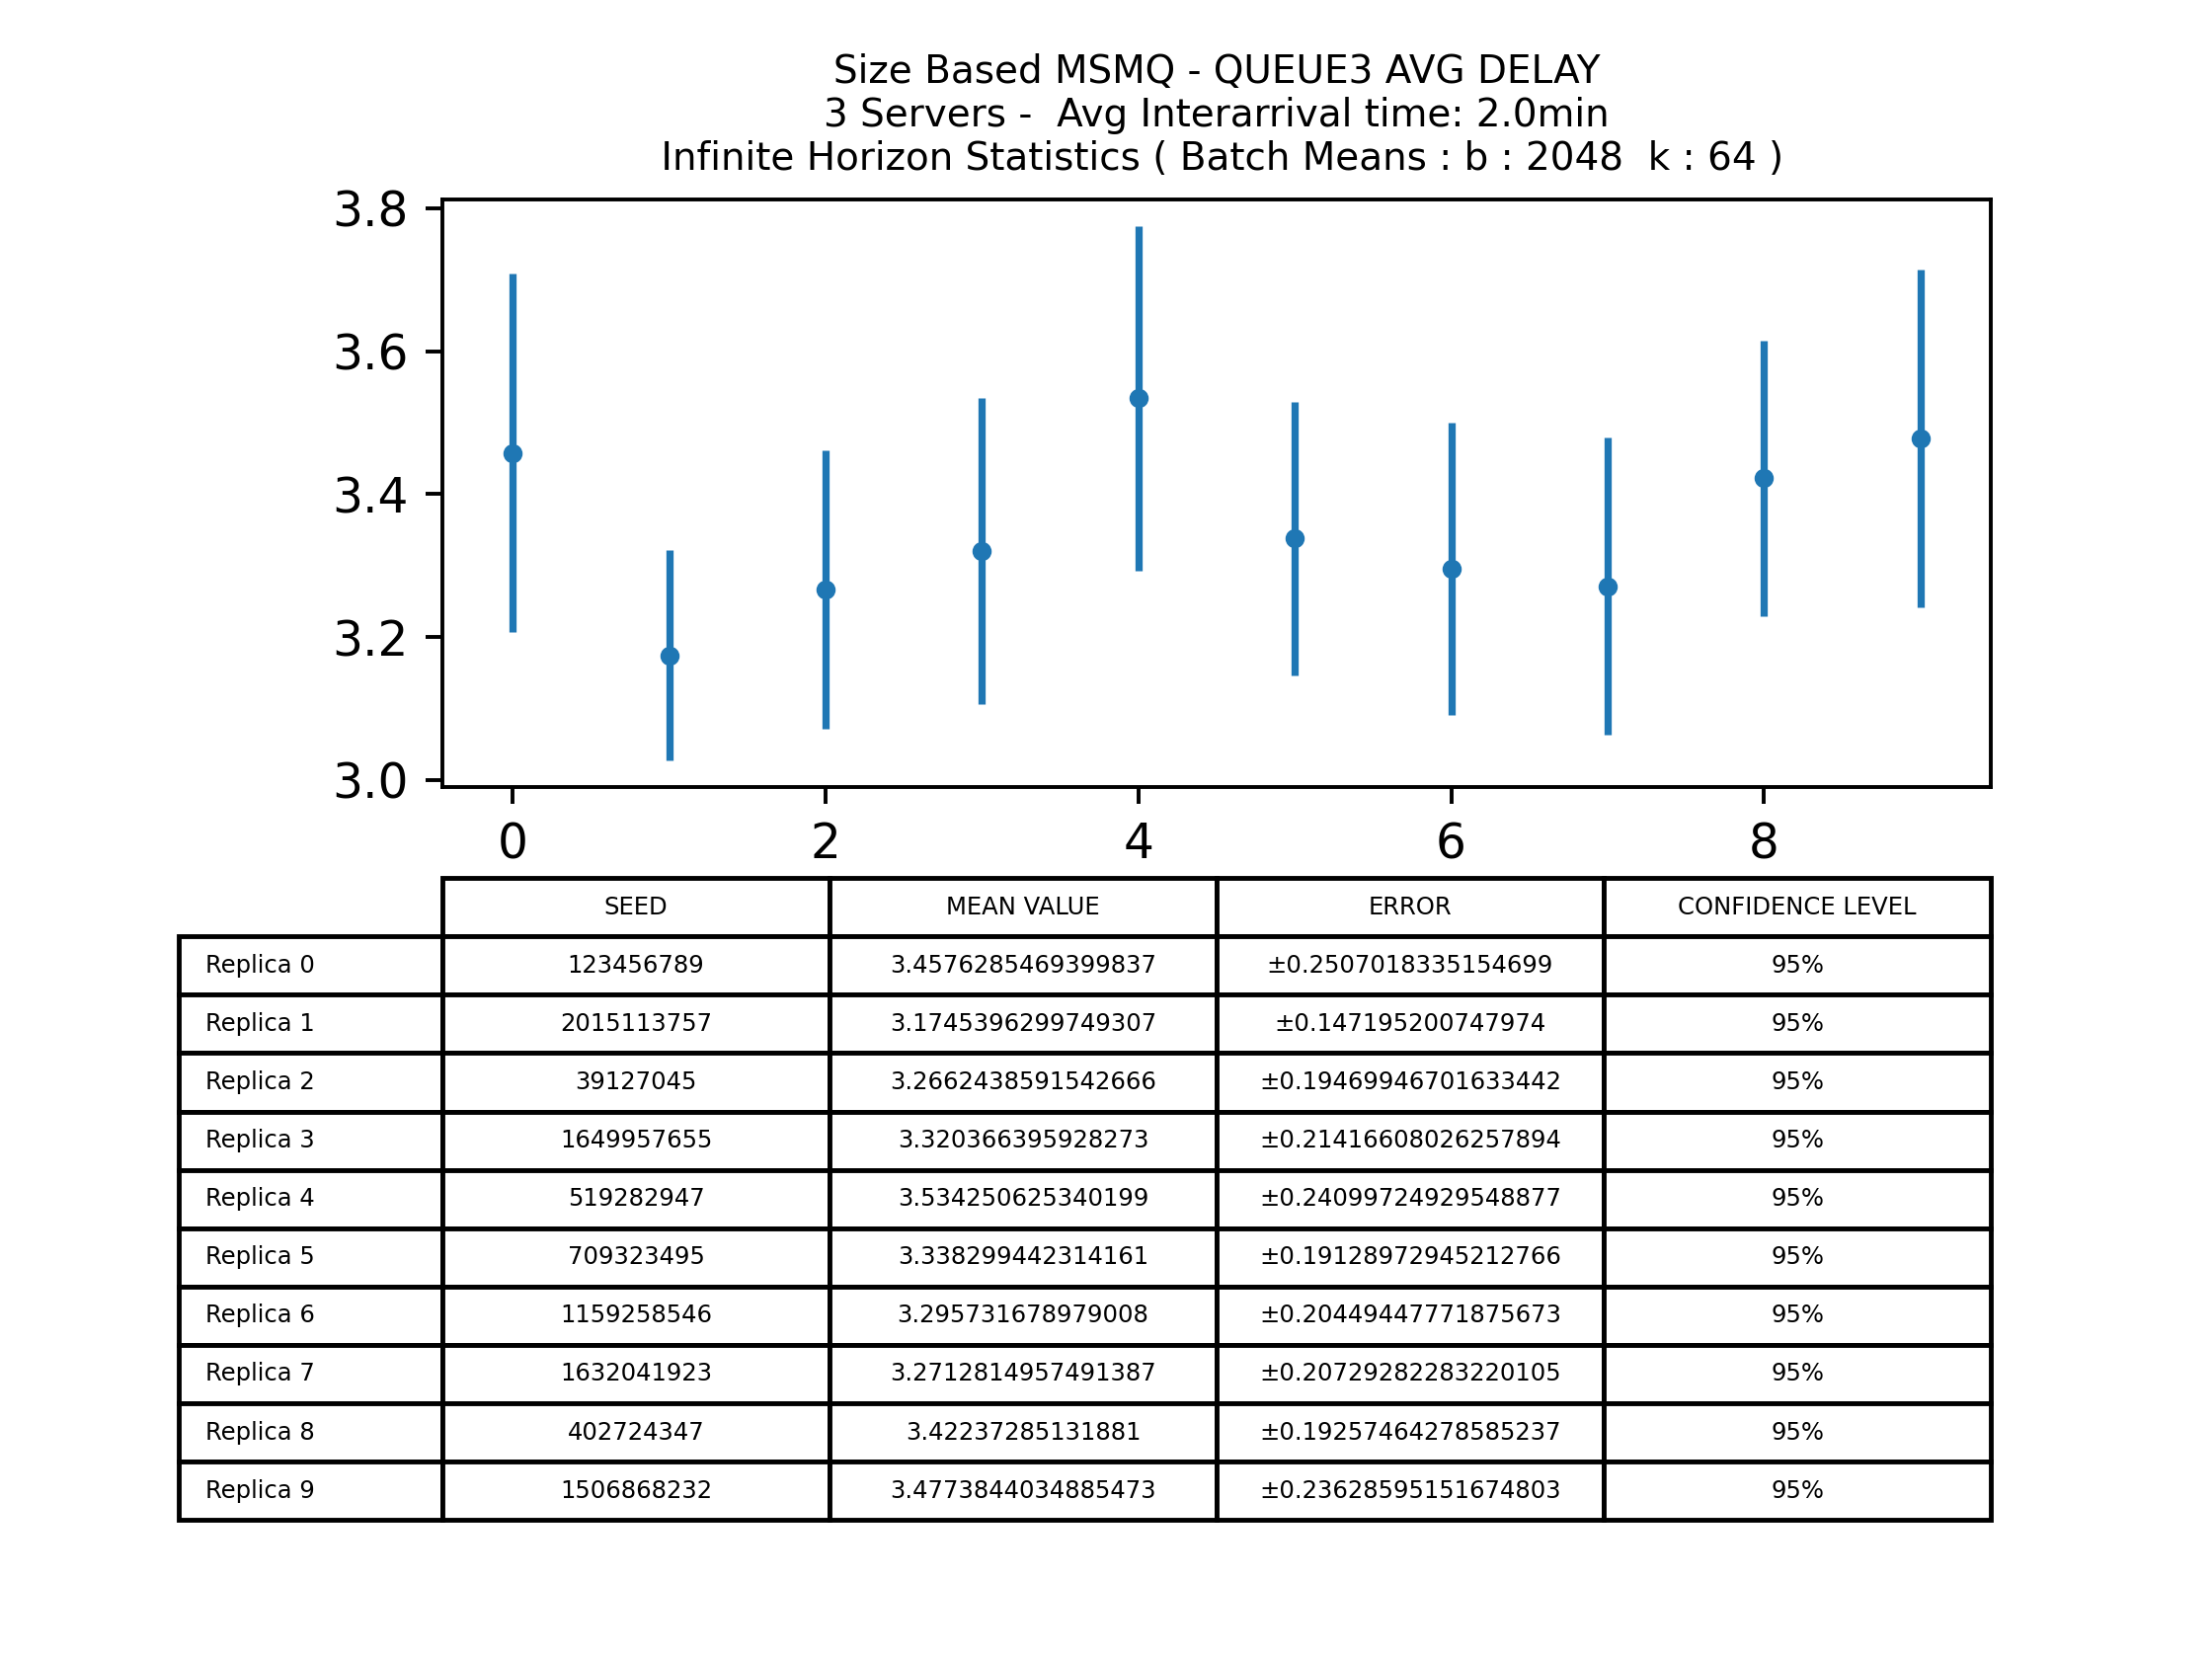 Size Based MSMQ - QUEUE3 AVG DELAY
3 Servers -  Avg Interarrival time: 2.0min
Infinite Horizon Statistics ( Batch Means : b : 2048  k : 64 )
3.8
3.6
3.4
3.2
3.0
0 2 4 6 8
SEED MEAN VALUE ERROR CONFIDENCE LEVEL
Replica 0 123456789 3.4576285469399837 ±0.2507018335154699 95%
Replica 1 2015113757 3.1745396299749307 ±0.147195200747974 95%
Replica 2 39127045 3.2662438591542666 ±0.19469946701633442 95%
Replica 3 1649957655 3.320366395928273 ±0.21416608026257894 95%
Replica 4 519282947 3.534250625340199 ±0.24099724929548877 95%
Replica 5 709323495 3.338299442314161 ±0.19128972945212766 95%
Replica 6 1159258546 3.295731678979008 ±0.20449447771875673 95%
Replica 7 1632041923 3.2712814957491387 ±0.20729282283220105 95%
Replica 8 402724347 3.42237285131881 ±0.19257464278585237 95%
Replica 9 1506868232 3.4773844034885473 ±0.23628595151674803 95%